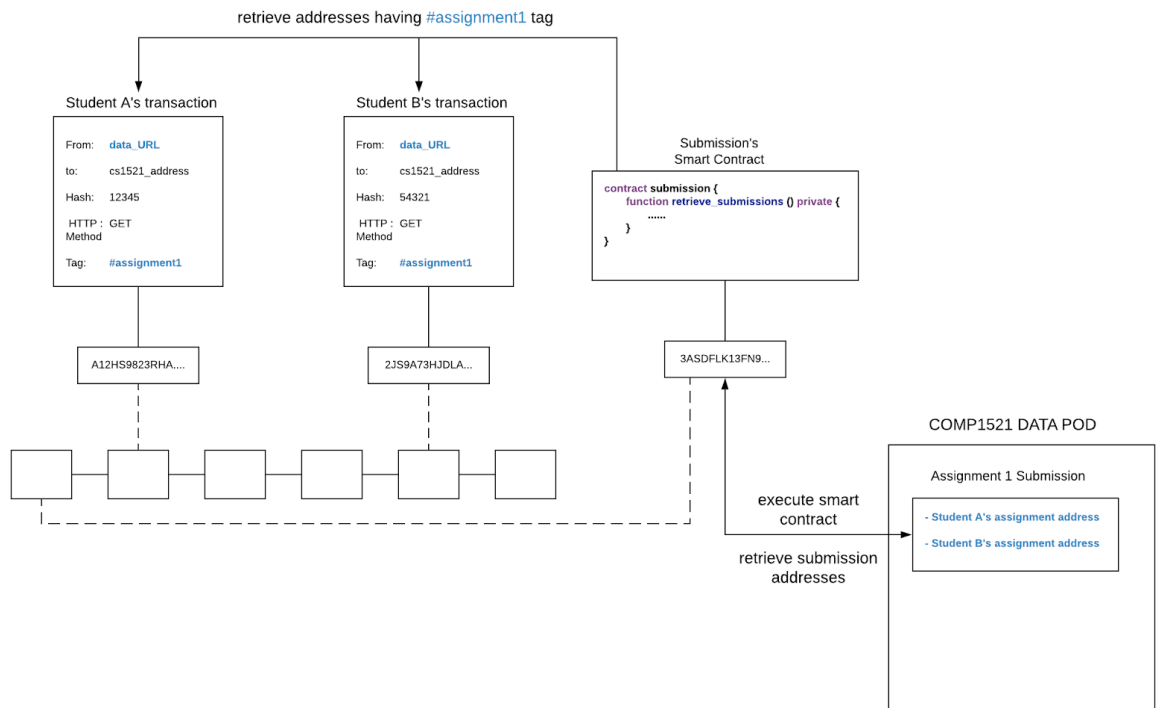 retrieve addresses having #assignment1 tag
Student A's transaction
From: data_URL
to: cs1521_address
Hash: 12345
HTTP : GET
Method
Tag: #assignment1
A12HS9823RHA....
Student B's transaction
From: data_URL
to: cs1521_address
Hash: 54321
HTTP : GET
Method
Tag: #assignment1
2JS9A73HJDLA...
Submission's
Smart Contract
contract submission {
function retrieve_submissions () private {
......
}
}
3ASDFLK13FN9...
execute smart
contract
retrieve submission
addresses
COMP1521 DATA POD
Assignment 1 Submission
- Student A's assignment address
- Student B's assignment address